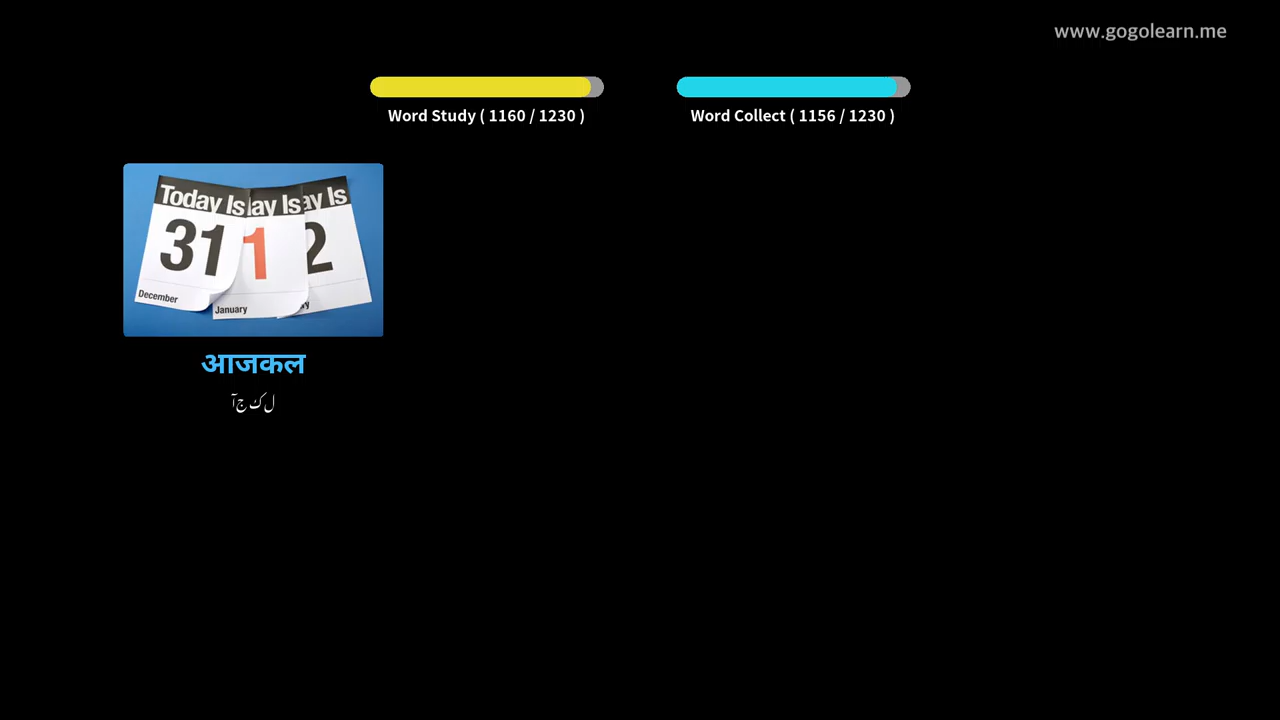 www.gogolearn.me
Word Study ( 1160 / 1230 )
Word Collect ( 1156 / 1230 )
Today Is
ay Is
ay Is
31
1
2
December
January
ry
आजकल
ل ک ج آ